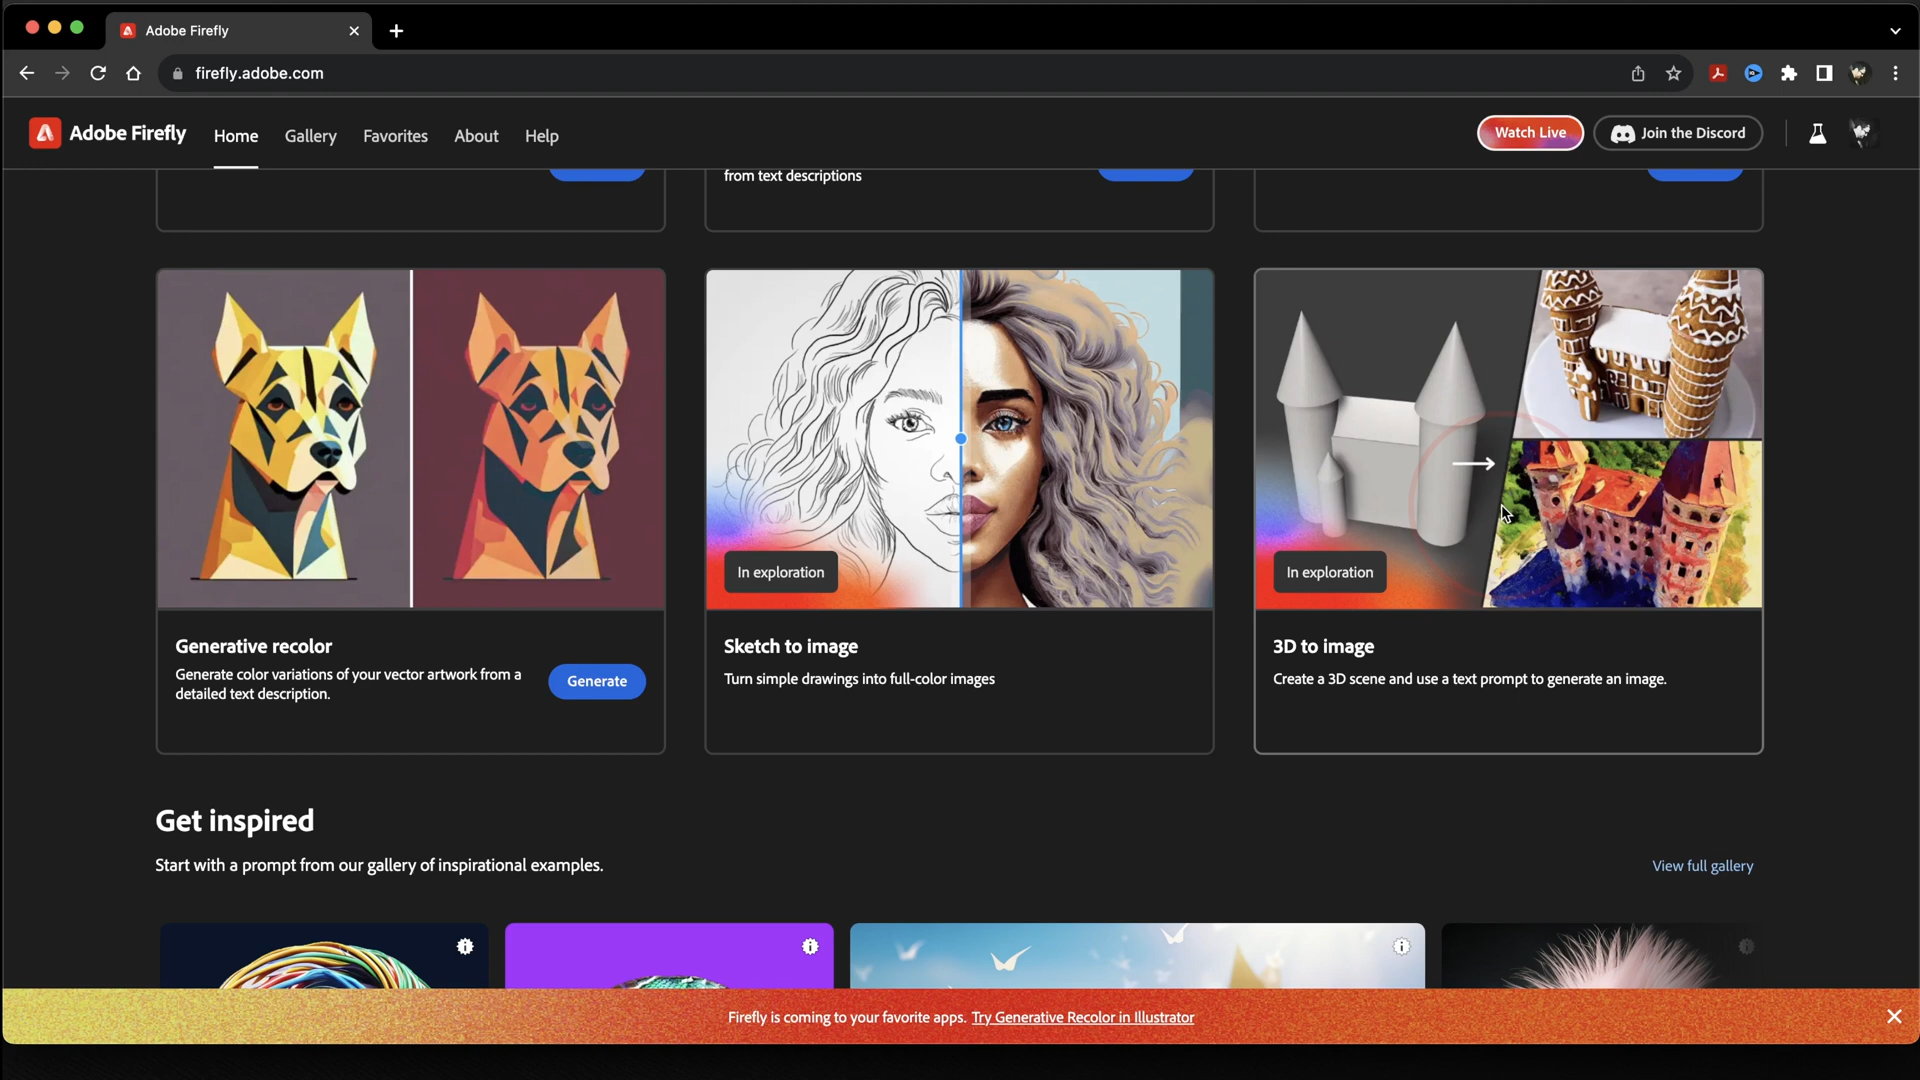 Adobe Firefly
firefly.adobe.com
Adobe Firefly
Home
Gallery
Favorites
About
Help
Watch Live
Join the Discord
from text descriptions
In exploration
In exploration
Generative recolor
Generate color variations of your vector artwork from a
detailed text description.
Generate
Sketch to image
Turn simple drawings into full-color images
3D to image
Create a 3D scene and use a text prompt to generate an image.
Get inspired
Start with a prompt from our gallery of inspirational examples.
View full gallery
Firefly is coming to your favorite apps. Try Generative Recolor in Illustrator